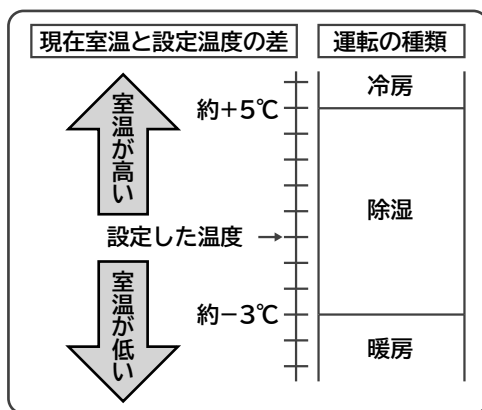 現在室温と設定温度の差
運転の種類
室温が高い
約+5℃
冷房
除湿
設定した温度 →
室温が低い
約−3℃
暖房